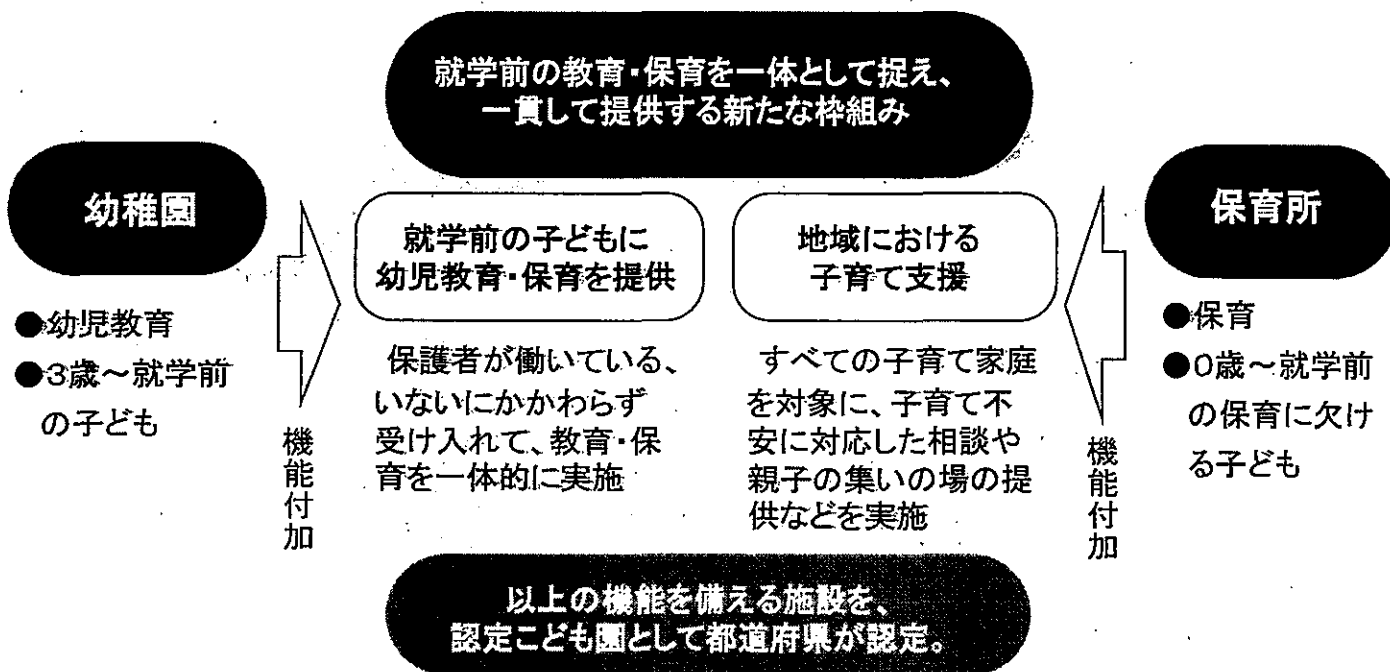 就学前の教育・保育を一体として捉え、
一貫して提供する新たな枠組み
幼稚園
●幼児教育
●3歳～就学前
の子ども
機能付加
就学前の子どもに
幼児教育・保育を提供
保護者が働いている、
いないにかかわらず
受け入れて、教育・保
育を一体的に実施
地域における
子育て支援
すべての子育て家庭
を対象に、子育て不
安に対応した相談や
親子の集いの場の提
供などを実施
機能付加
保育所
●保育
●0歳～就学前
の保育に欠け
る子ども
以上の機能を備える施設を、
認定こども園として都道府県が認定。